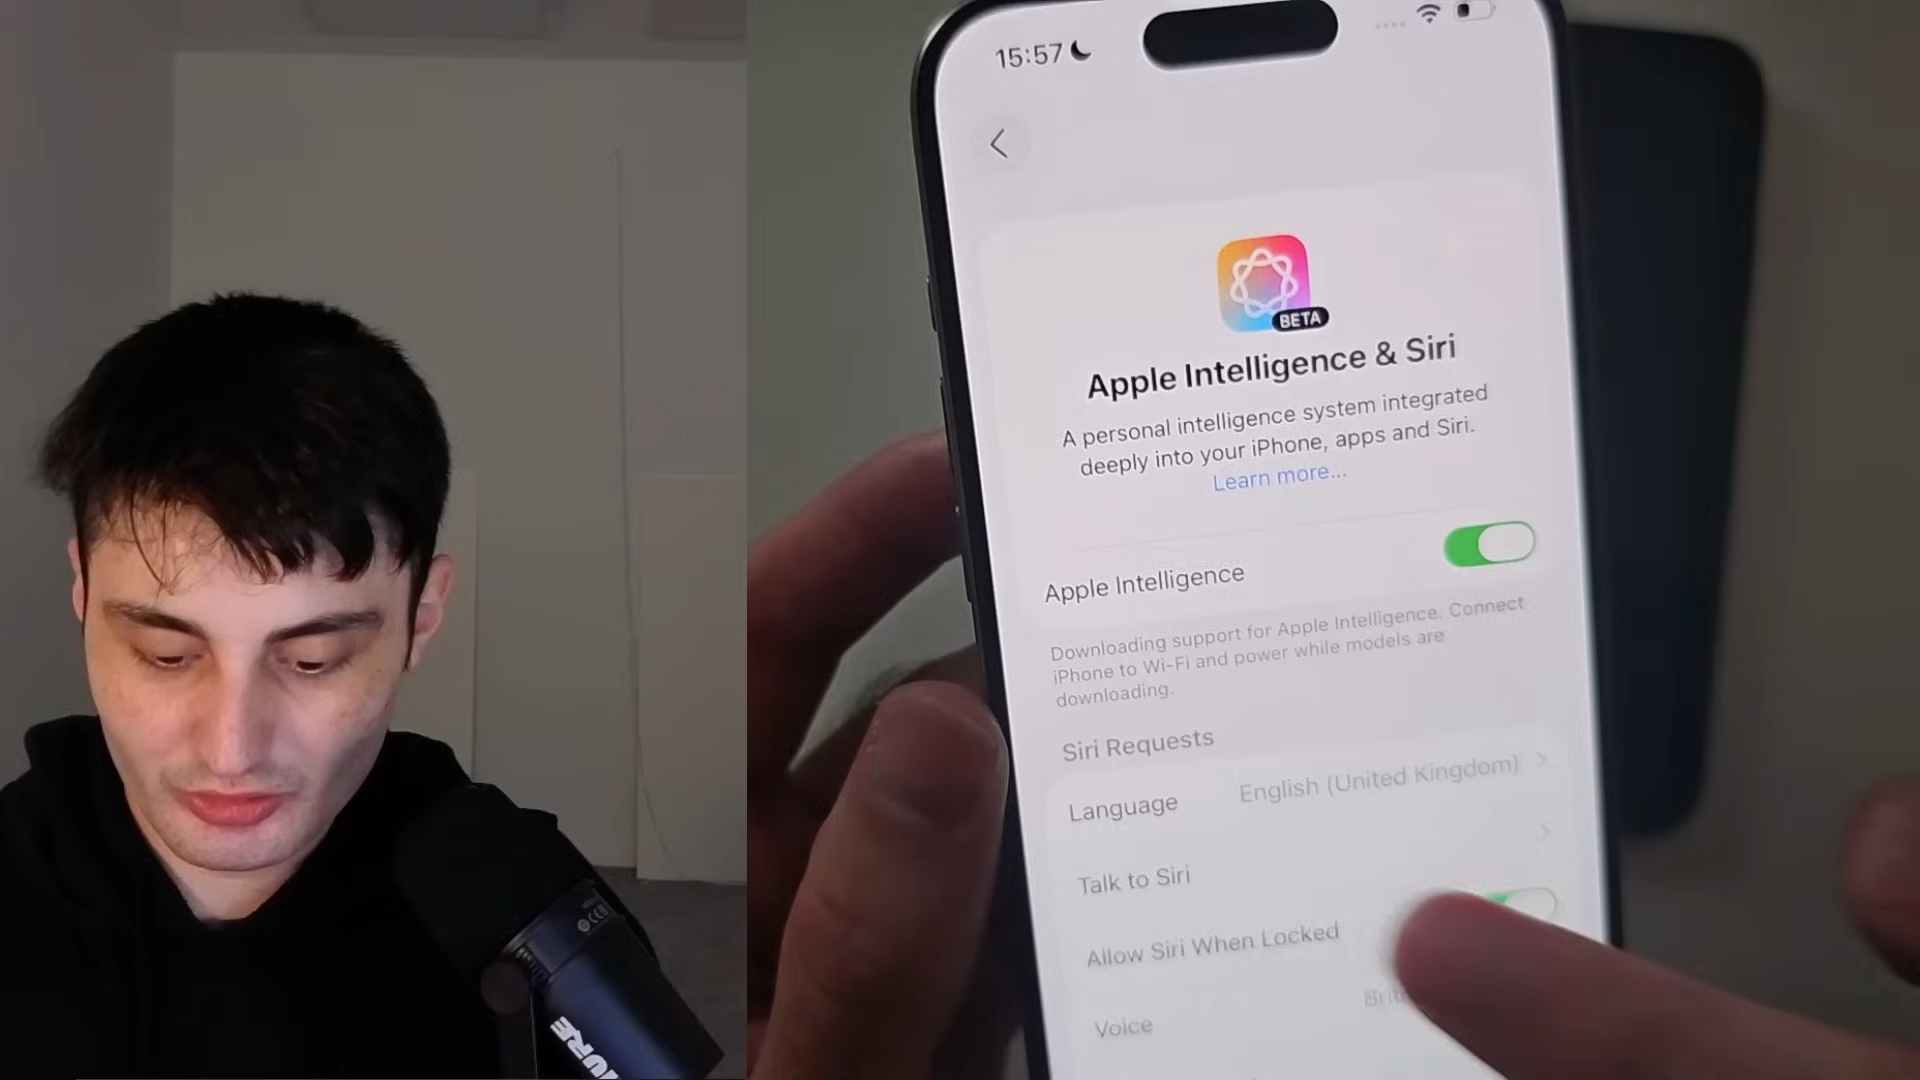 15:57
BETA
Apple Intelligence & Siri
A personal intelligence system integrated
deeply into your iPhone, apps and Siri.
Learn more...
Apple Intelligence
Downloading support for Apple Intelligence. Connect
iPhone to Wi-Fi and power while models are
downloading.
Siri Requests
Language English (United Kingdom)
Talk to Siri
Allow Siri When Locked
Voice